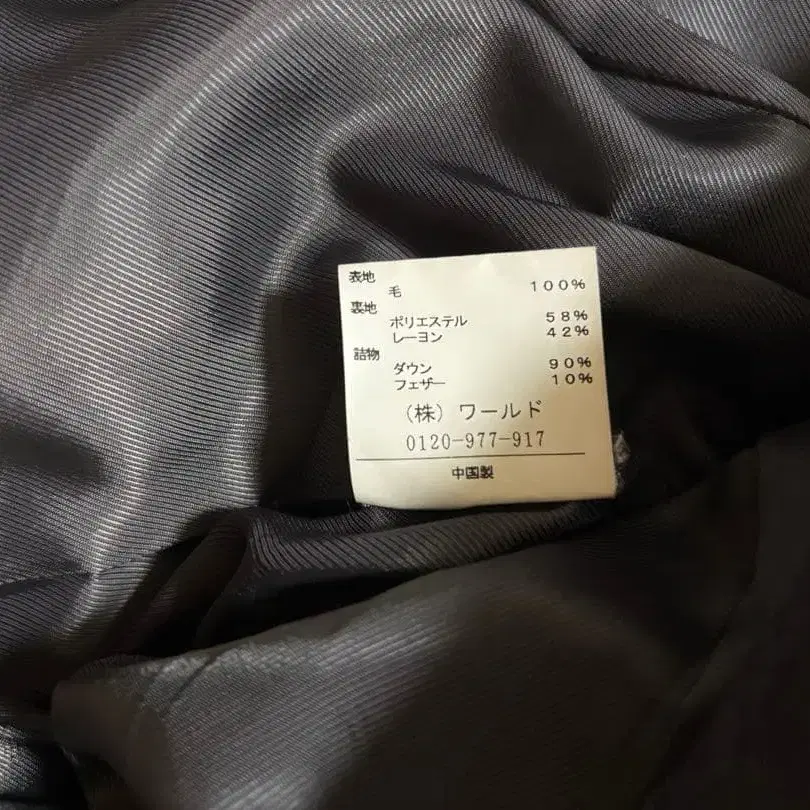 表地
毛 100%
裏地
ポリエステル 58%
レーヨン 42%
詰物
ダウン 90%
フェザー 10%
(株)ワールド
0120-977-917
中国製